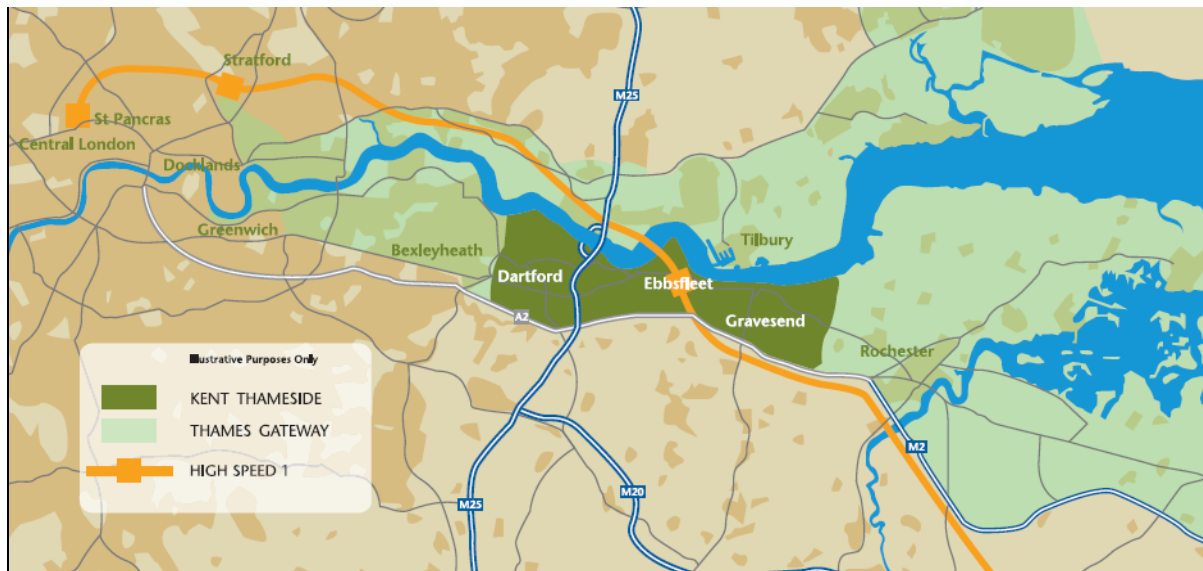 Stratford
M25
St Pancras
Central London
Docklands
Greenwich
Bexleyheath
Tilbury
Dartford
Ebbsfleet
A2
Gravesend
Rochester
Illustrative Purposes Only
KENT THAMESIDE
THAMES GATEWAY
HIGH SPEED 1
M2
M20
M25